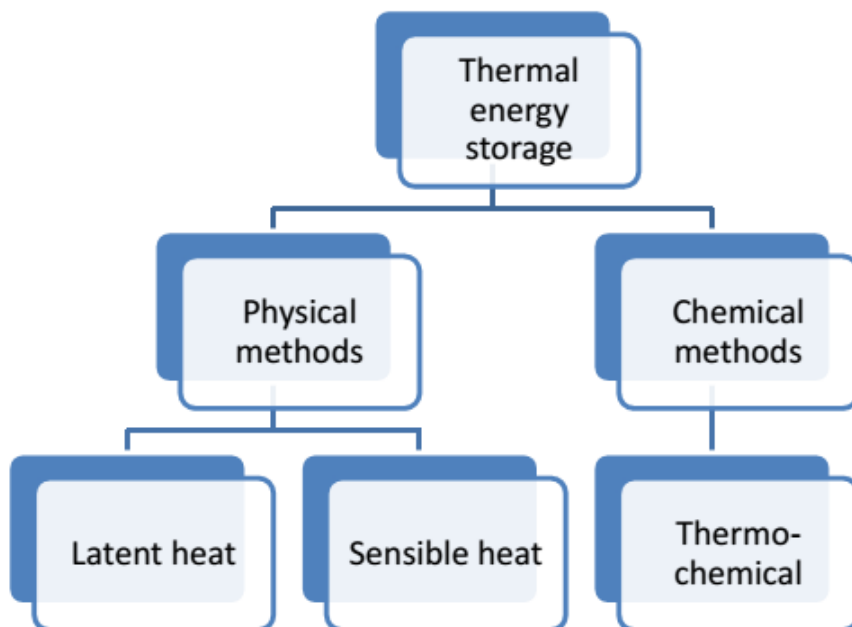 Thermal
energy
storage
Physical
methods
Chemical
methods
Latent heat
Sensible heat
Thermo-
chemical